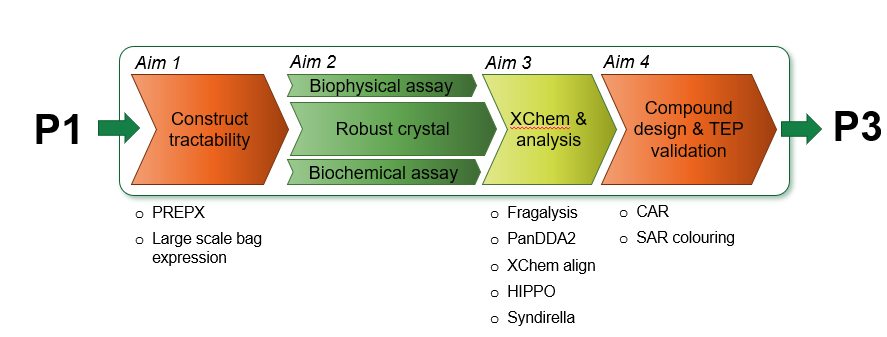 Aim 1
Aim 2
Aim 3
Aim 4
P1
Construct
tractability
Biophysical assay
Robust crystal
Biochemical assay
XChem &
analysis
Compound
design & TEP
validation
P3
o PREPX
o Large scale bag
expression
o Fragalysis
o PanDDA2
o XChem align
o HIPPO
o Syndirella
o CAR
o SAR colouring